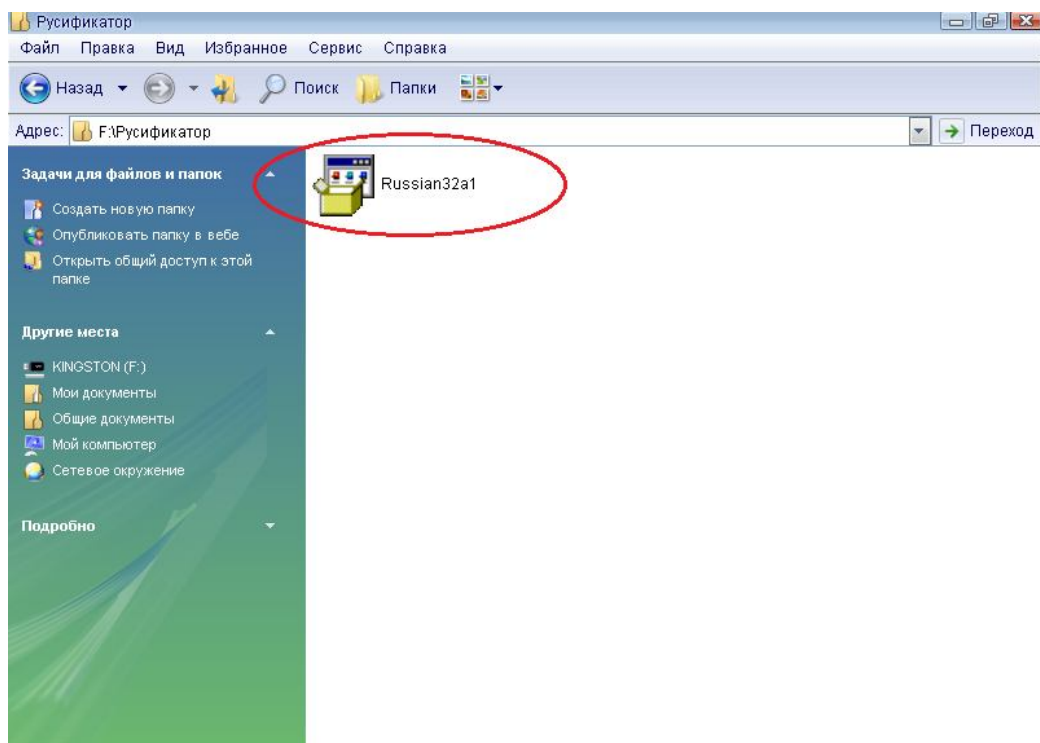 Русификатор
Файл Правка Вид Избранное Сервис Справка
Назад Поиск Папки
Адрес: F:\Русификатор Переход
Задачи для файлов и папок
Создать новую папку
Опубликовать папку в вебе
Открыть общий доступ к этой
папке
Другие места
KINGSTON (F:)
Мои документы
Общие документы
Мой компьютер
Сетевое окружение
Подробно
Russian32a1